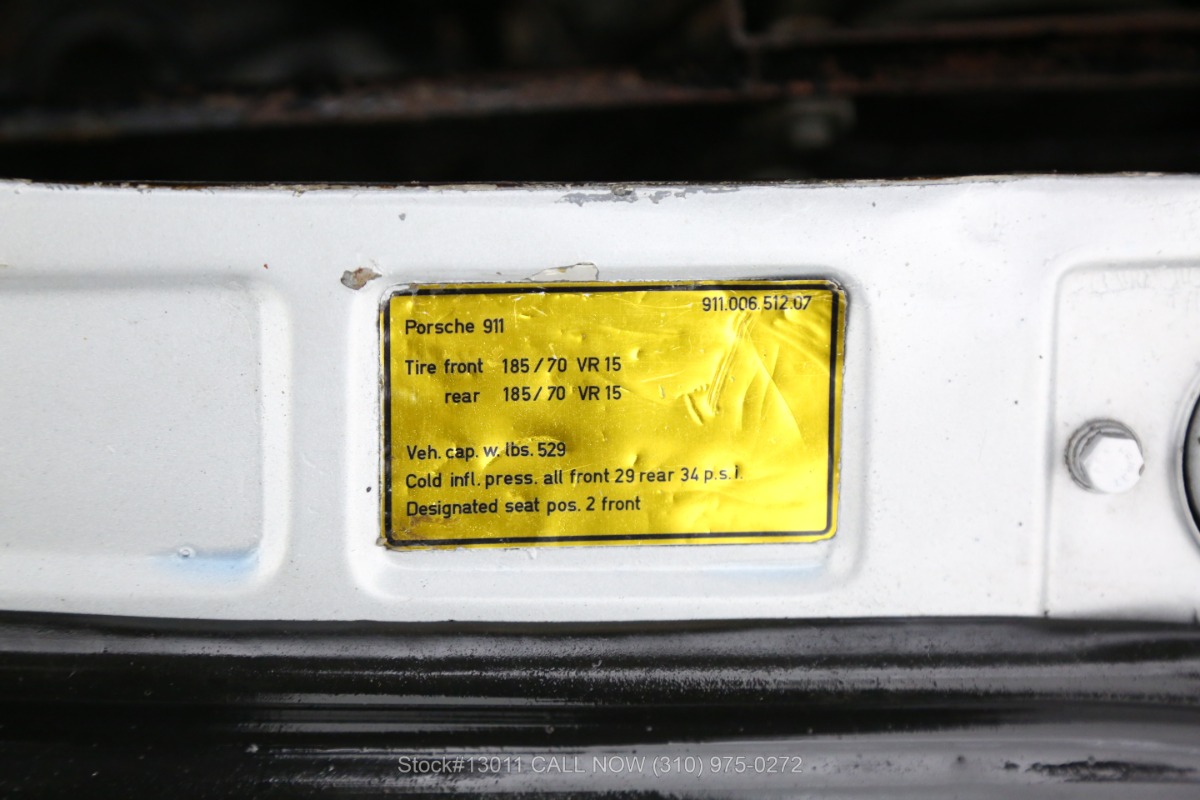 911.006.512.07
Porsche 911
Tire front 185/70 VR 15
rear 185/70 VR 15
Veh. cap. w. lbs. 529
Cold infl. press. all front 29 rear 34 p.s.i.
Designated seat pos. 2 front
Stock#13011 CALL NOW (310) 975-0272